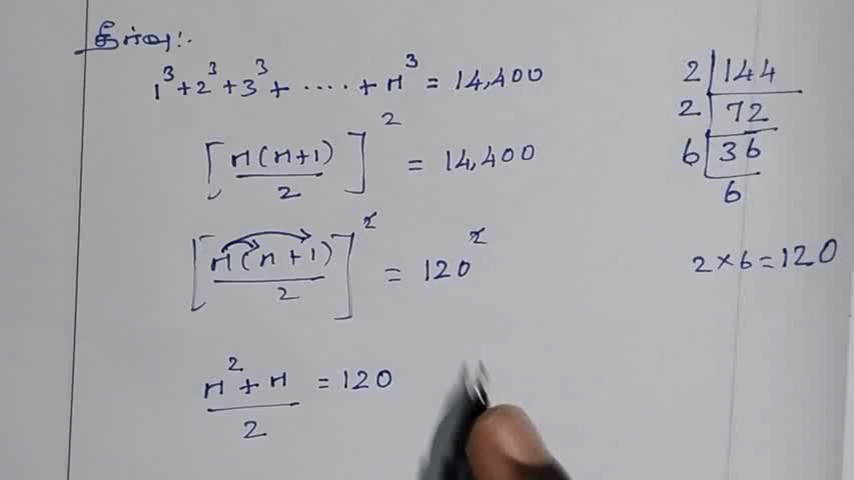 தீர்வு:-
1³ + 2³ + 3³ + ..... + n³ = 14,400
[n(n+1)/2]² = 14,400
[n(n+1)/2]² = 120²
n² + n / 2 = 120
2 | 144
2 | 72
6 | 36
6
2 × 6 = 120